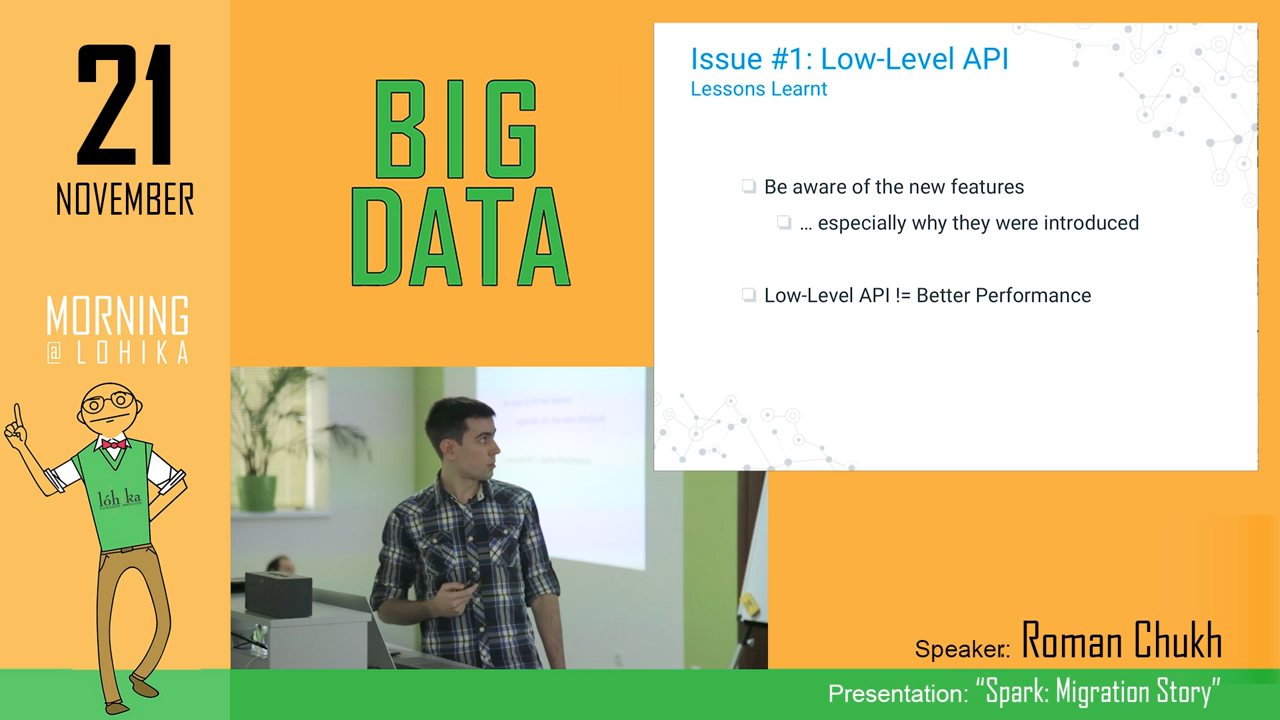 21
NOVEMBER
MORNING
@ LOHIKA
lóh ka
BIG
DATA
Issue #1: Low-Level API
Lessons Learnt
Be aware of the new features
... especially why they were introduced
Low-Level API != Better Performance
Speaker:: Roman Chukh
Presentation: “Spark: Migration Story”